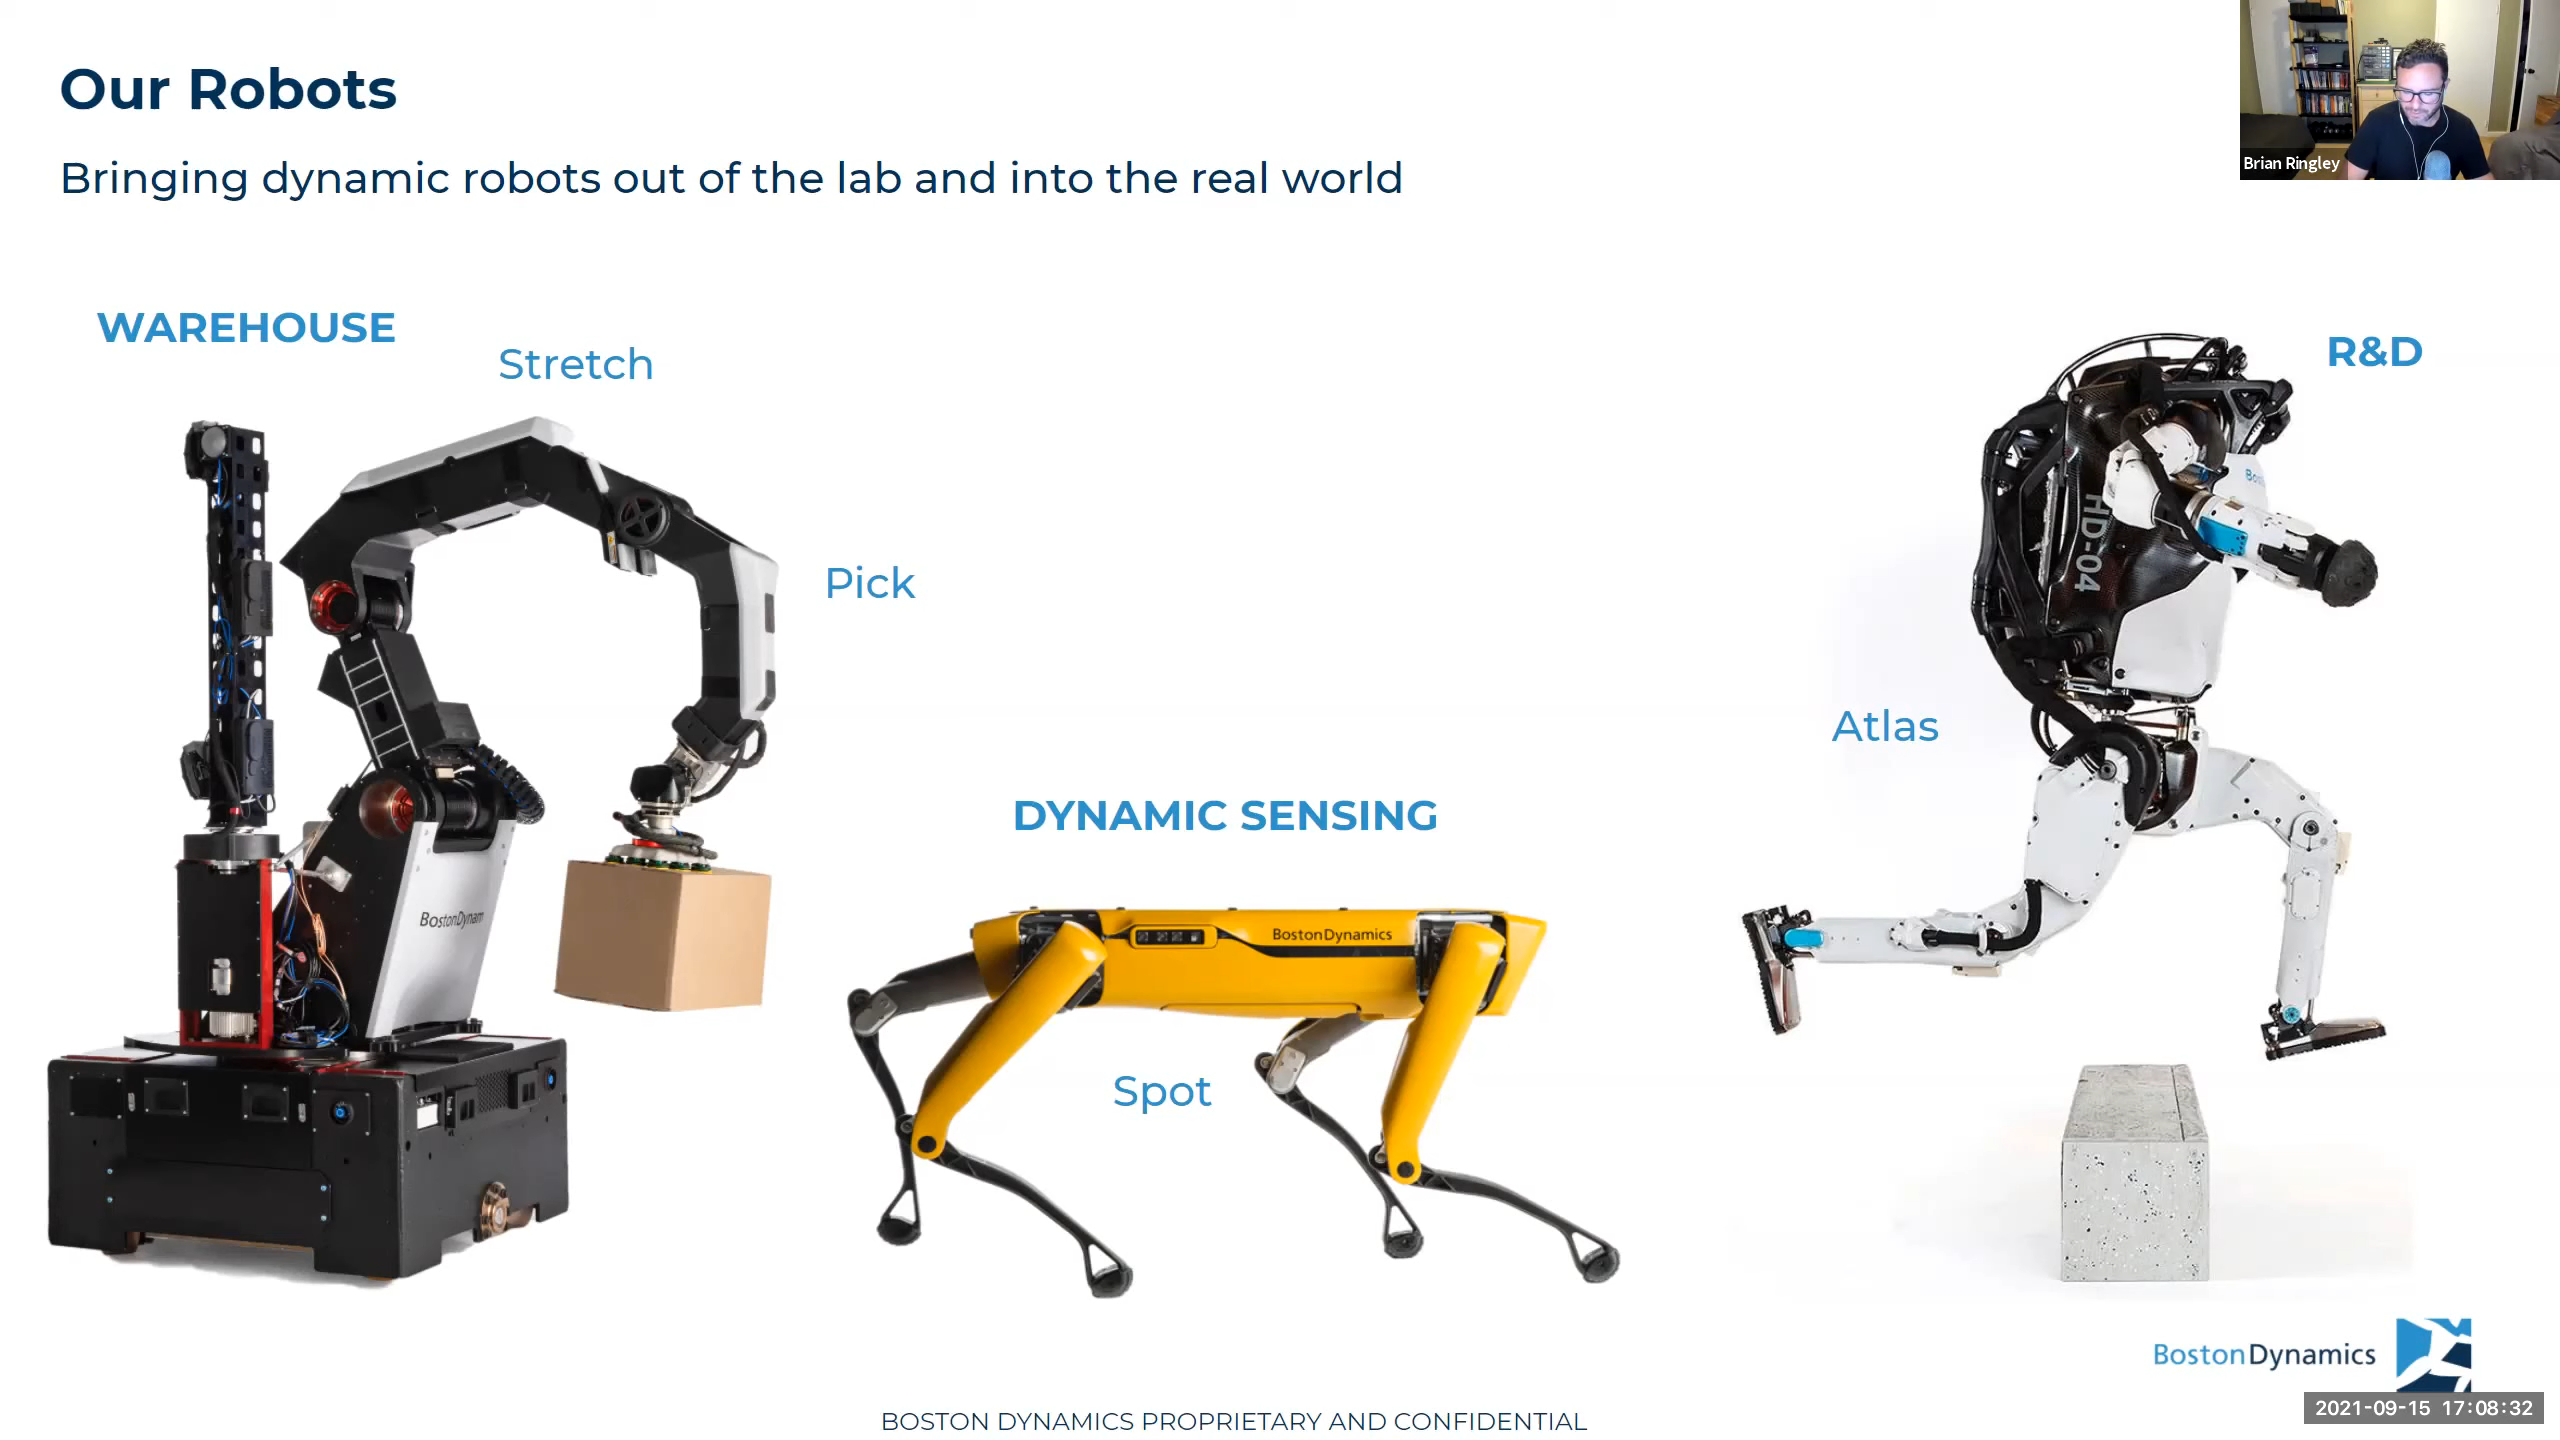 Our Robots
Bringing dynamic robots out of the lab and into the real world
Brian Ringley
WAREHOUSE
Stretch
R&D
Bos
HD-04
Pick
Atlas
DYNAMIC SENSING
BostonDynam
BostonDynamics
Spot
BostonDynamics
2021-09-15 17:08:32
BOSTON DYNAMICS PROPRIETARY AND CONFIDENTIAL